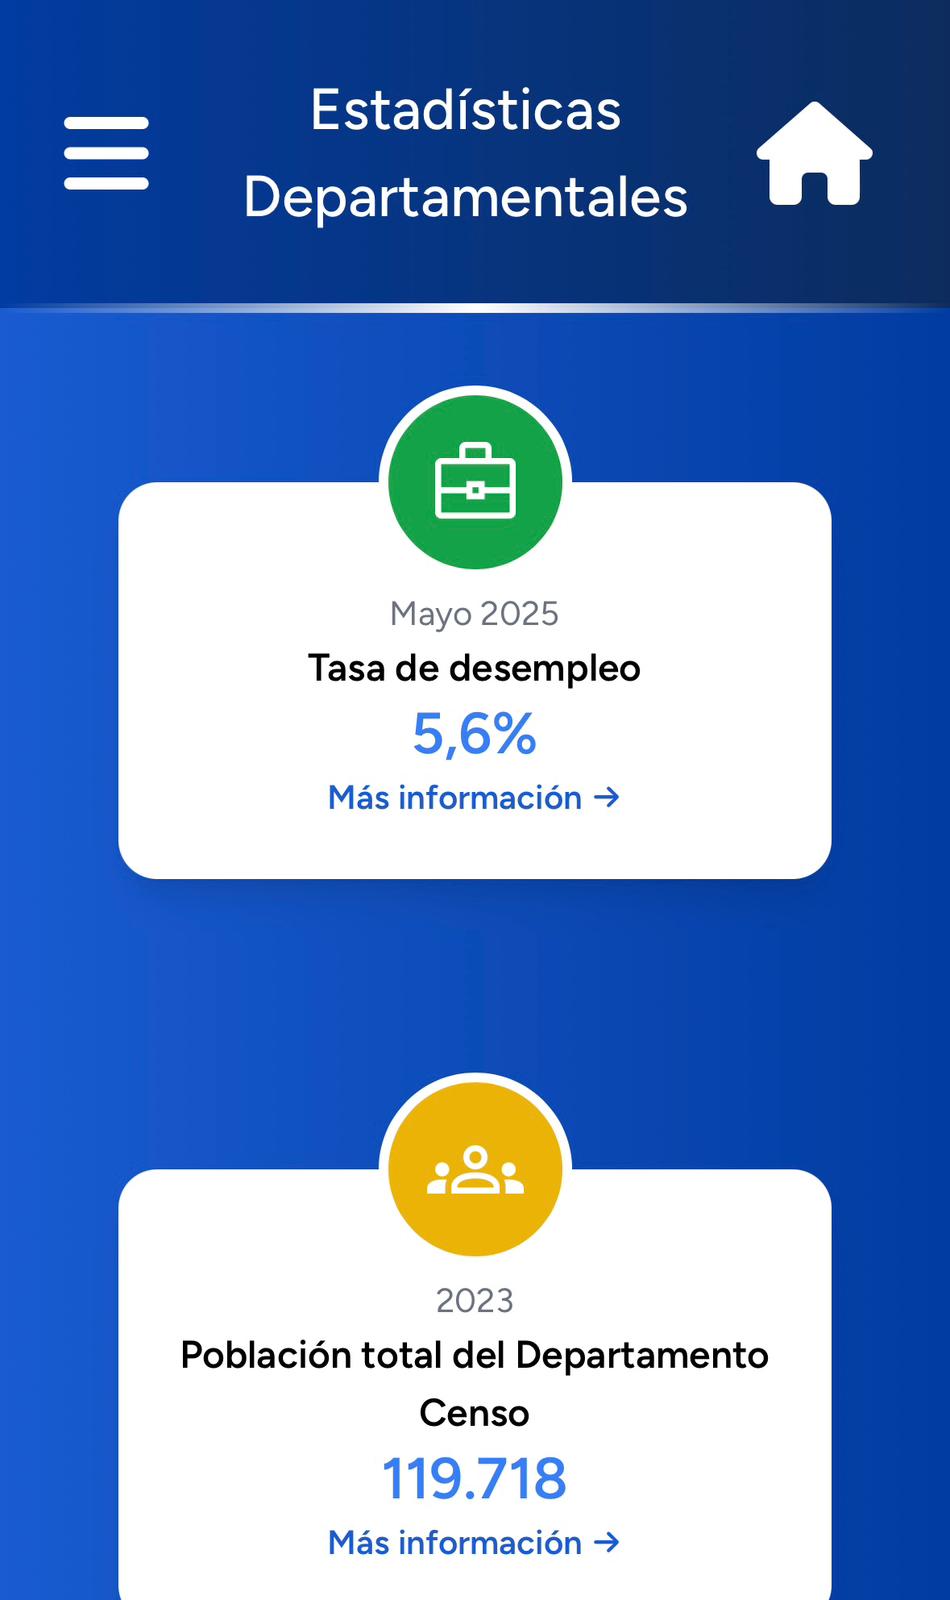 Estadísticas
Departamentales
Mayo 2025
Tasa de desempleo
5,6%
Más información →
2023
Población total del Departamento
Censo
119.718
Más información →